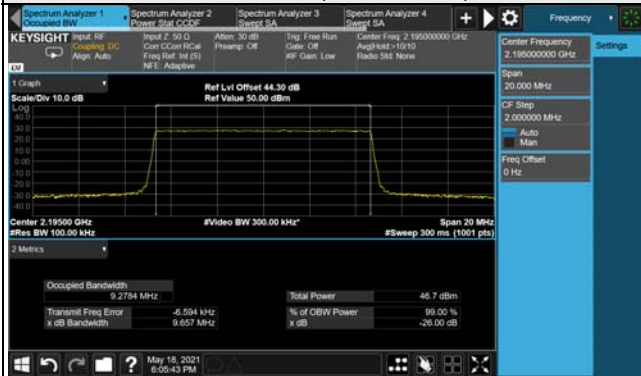 Spectrum Analyzer 1
Occupied BW
Spectrum Analyzer 2
Power Stat CCDF
Spectrum Analyzer 3
Swept SA
Spectrum Analyzer 4
Swept SA
Frequency
KEYSIGHT
Input: RF
Coupling: DC
Align: Auto
Input Z: 50 Ω
Corr CCorr RCal
Freq Ref: Int (S)
NFE: Adaptive
Atten: 30 dB
Preamp: Off
Trig: Free Run
Gate: Off
#IF Gain: Low
Center Freq: 2.195000000 GHz
Avg|Hold:>10/10
Radio Std: None
Center Frequency
2.195000000 GHz
Settings
Span
20.000 MHz
CF Step
2.000000 MHz
Auto
Man
Freq Offset
0 Hz
1 Graph
Scale/Div 10.0 dB
Ref Lvl Offset 44.30 dB
Ref Value 50.00 dBm
Log
40.0
30.0
20.0
10.0
0.00
-10.0
-20.0
-30.0
-40.0
Center 2.19500 GHz
#Res BW 100.00 kHz
#Video BW 300.00 kHz*
Span 20 MHz
#Sweep 300 ms (1001 pts)
2 Metrics
Occupied Bandwidth
9.2784 MHz
Total Power 46.7 dBm
Transmit Freq Error -6.594 kHz
% of OBW Power 99.00 %
x dB Bandwidth 9.657 MHz
x dB -26.00 dB
?
May 18, 2021
6:05:43 PM